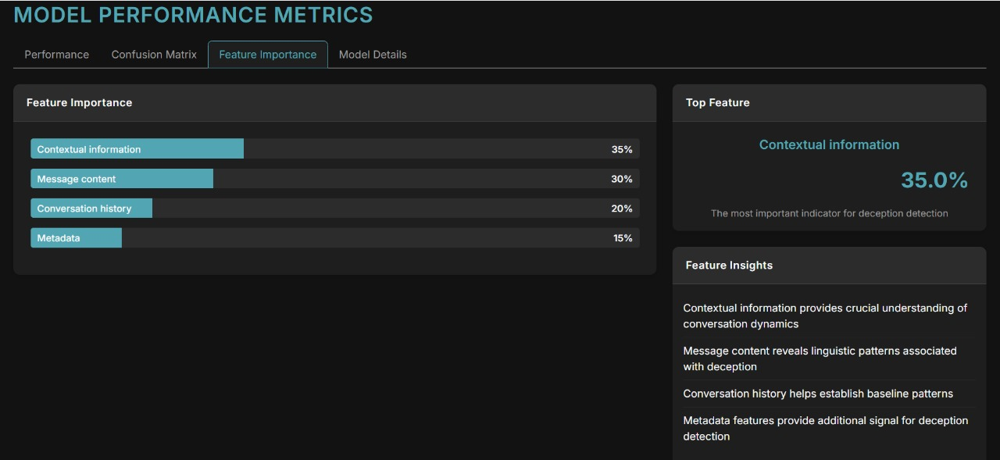 MODEL PERFORMANCE METRICS
Performance
Confusion Matrix
Feature Importance
Model Details
Feature Importance
Contextual information 35%
Message content 30%
Conversation history 20%
Metadata 15%
Top Feature
Contextual information
35.0%
The most important indicator for deception detection
Feature Insights
Contextual information provides crucial understanding of
conversation dynamics
Message content reveals linguistic patterns associated
with deception
Conversation history helps establish baseline patterns
Metadata features provide additional signal for deception
detection